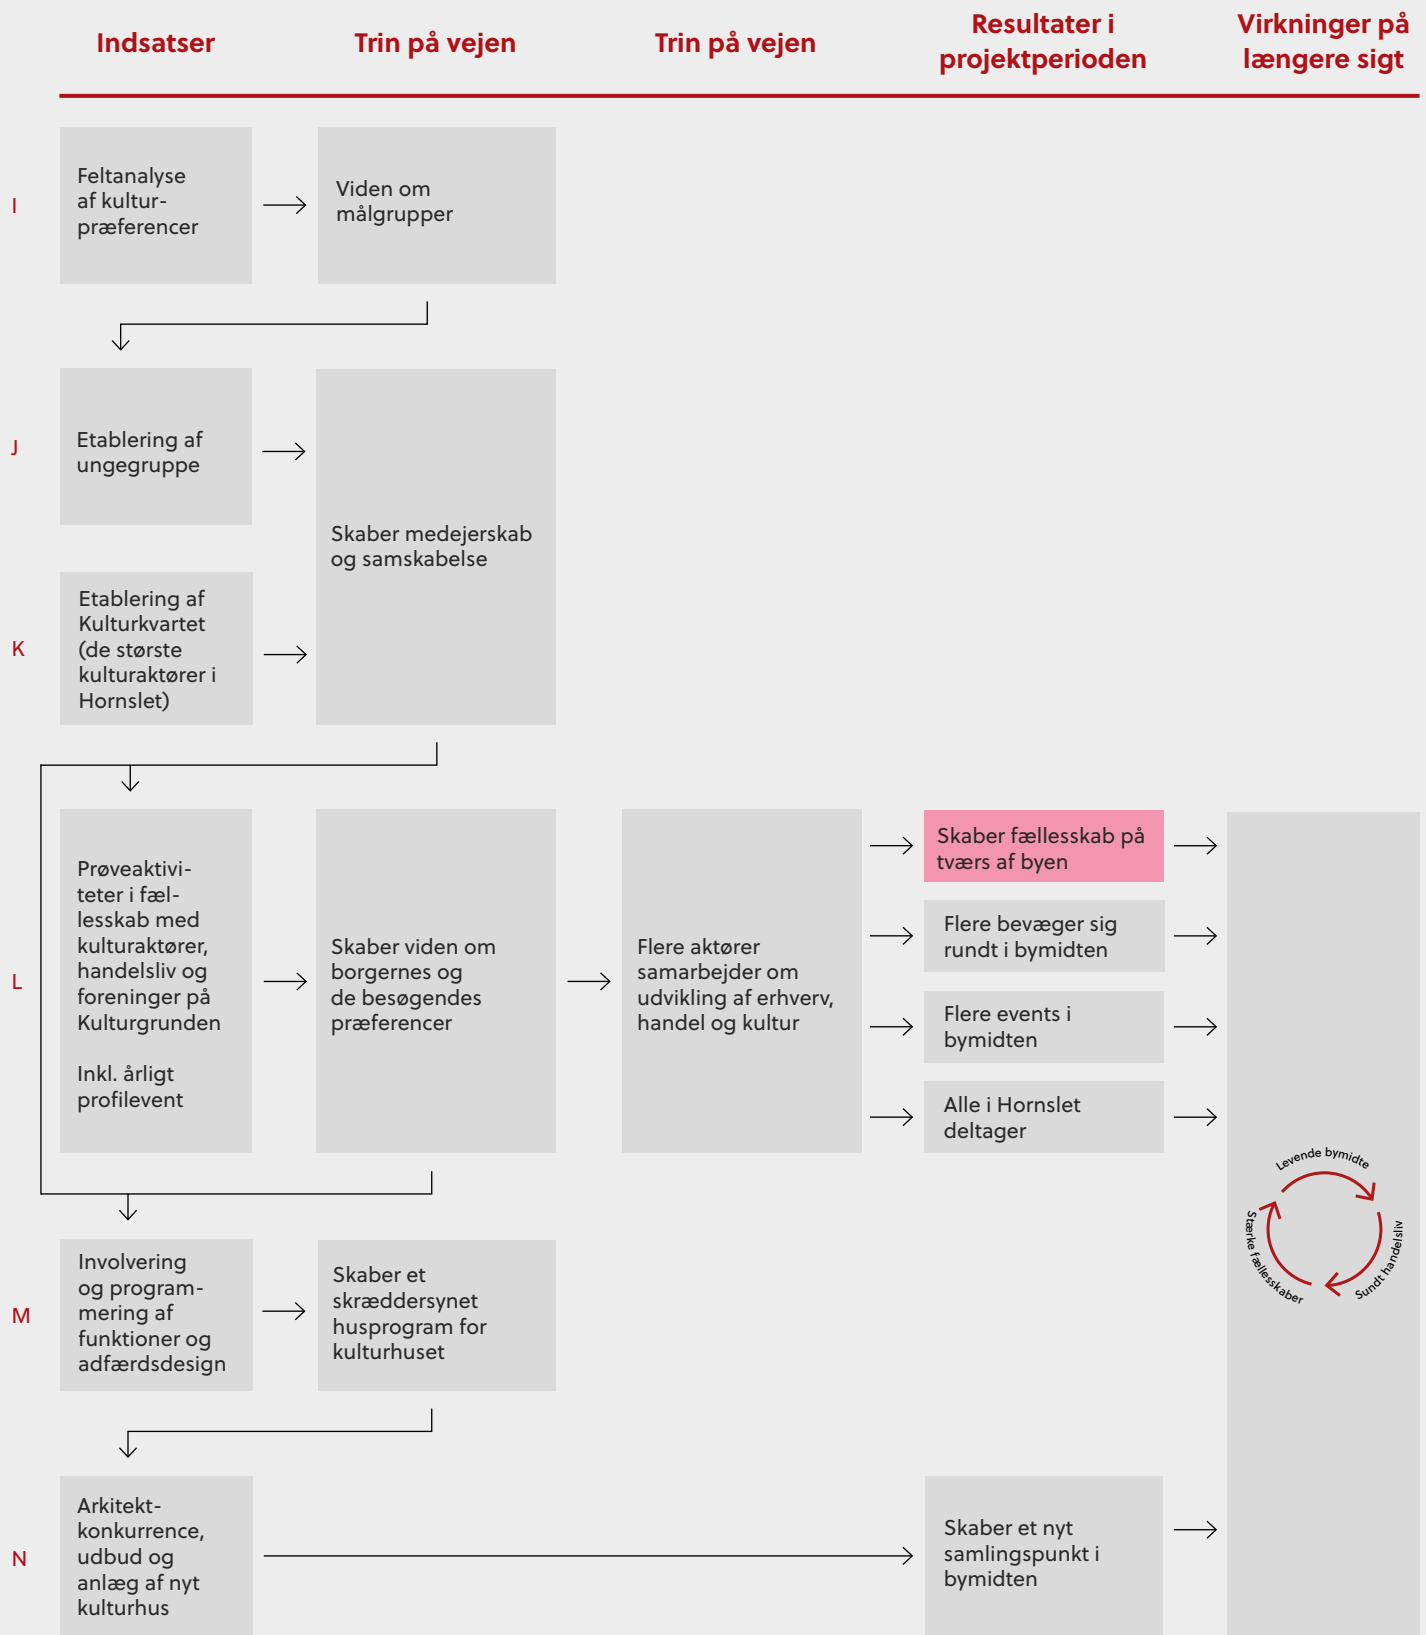 Indsatser
Trin på vejen
Trin på vejen
Resultater i
projektperioden
Virkninger på
længere sigt
I
Feltanalyse
af kultur-
præferencer
Viden om
målgrupper
J
Etablering af
ungegruppe
Skaber medejerskab
og samskabelse
K
Etablering af
Kulturkvartet
(de største
kulturaktører i
Hornslet)
L
Prøveaktivi-
teter i fæl-
lesskab med
kulturaktører,
handelsliv og
foreninger på
Kulturgrunden
Inkl. årligt
profilevent
Skaber viden om
borgernes og
de besøgendes
præferencer
Flere aktører
samarbejder om
udvikling af erhverv,
handel og kultur
Skaber fællesskab på
tværs af byen
Flere bevæger sig
rundt i bymidten
Flere events i
bymidten
Alle i Hornslet
deltager
Levende bymidte
Sundt handelsliv
Stærke fællesskaber
M
Involvering
og program-
mering af
funktioner og
adfærdsdesign
Skaber et
skræddersynet
husprogram for
kulturhuset
N
Arkitekt-
konkurrence,
udbud og
anlæg af nyt
kulturhus
Skaber et nyt
samlingspunkt i
bymidten